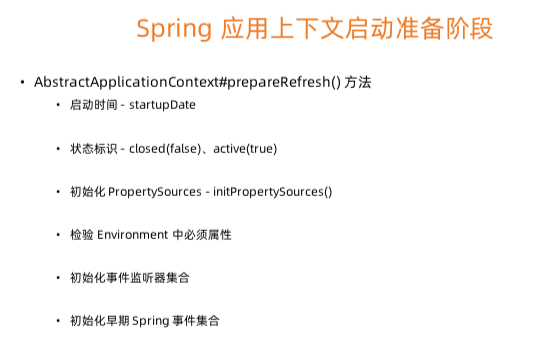 Spring 应用上下文启动准备阶段
• AbstractApplicationContext#prepareRefresh() 方法
• 启动时间 - startupDate
• 状态标识 - closed(false)、active(true)
• 初始化 PropertySources - initPropertySources()
• 检验 Environment 中必须属性
• 初始化事件监听器集合
• 初始化早期 Spring 事件集合